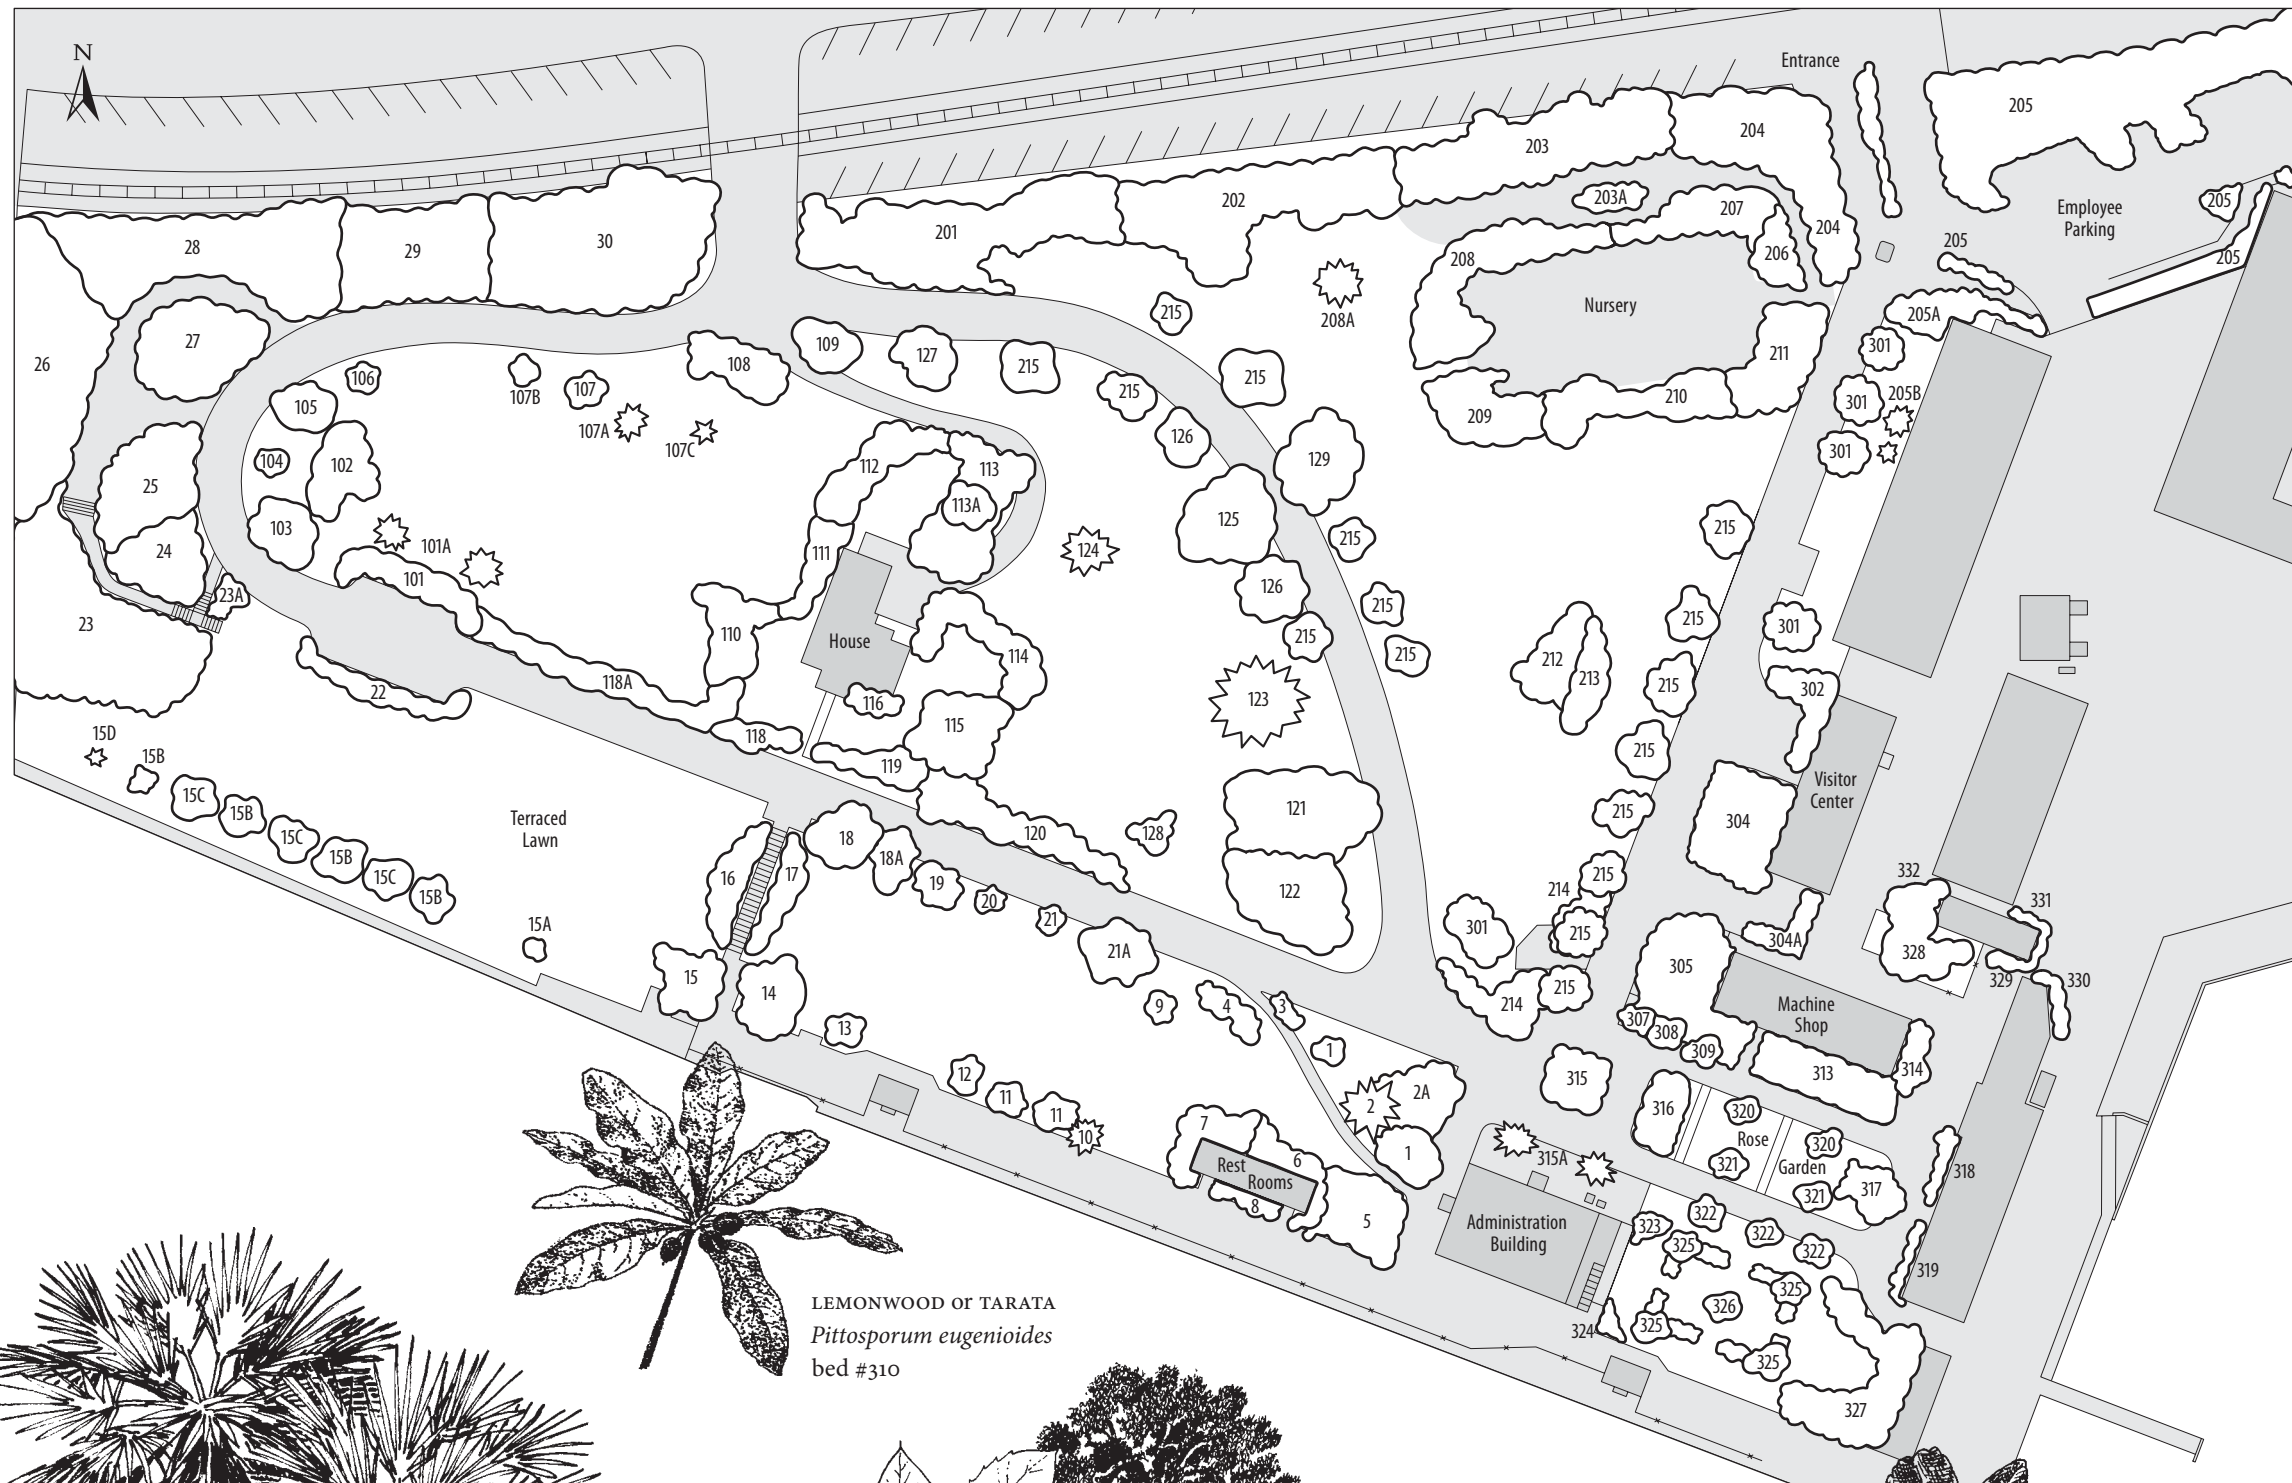 N
Entrance
205
203
204
203A
202
201
207
204
206
205
Employee
Parking
205
205
205
28
29
30
208
Nursery
208A
215
205A
27
26
109
127
215
108
106
107B
107
107A
107C
105
104
102
103
215
215
126
129
209
210
211
301
301
205B
301
25
24
23A
23
101A
101
112
113
113A
111
110
House
124
125
126
215
215
215
215
123
114
115
116
118A
118
119
22
212
213
215
215
215
215
215
215
301
302
Visitor
Center
304
304A
15D
15B
15C
15B
15C
15B
15C
15B
15A
Terraced
Lawn
16
17
18
18A
19
20
21
21A
120
128
121
122
15
14
13
12
11
11
10
9
4
3
1
2
2A
1
7
6
Rest
Rooms
8
5
301
214
215
214
215
305
307
308
309
Machine
Shop
313
314
332
331
328
329
330
315
316
320
Rose
Garden
320
321
321
317
318
319
315A
Administration
Building
323
322
322
322
325
325
326
325
325
324
327
LEMONWOOD or TARATA
Pittosporum eugenioides
bed #310